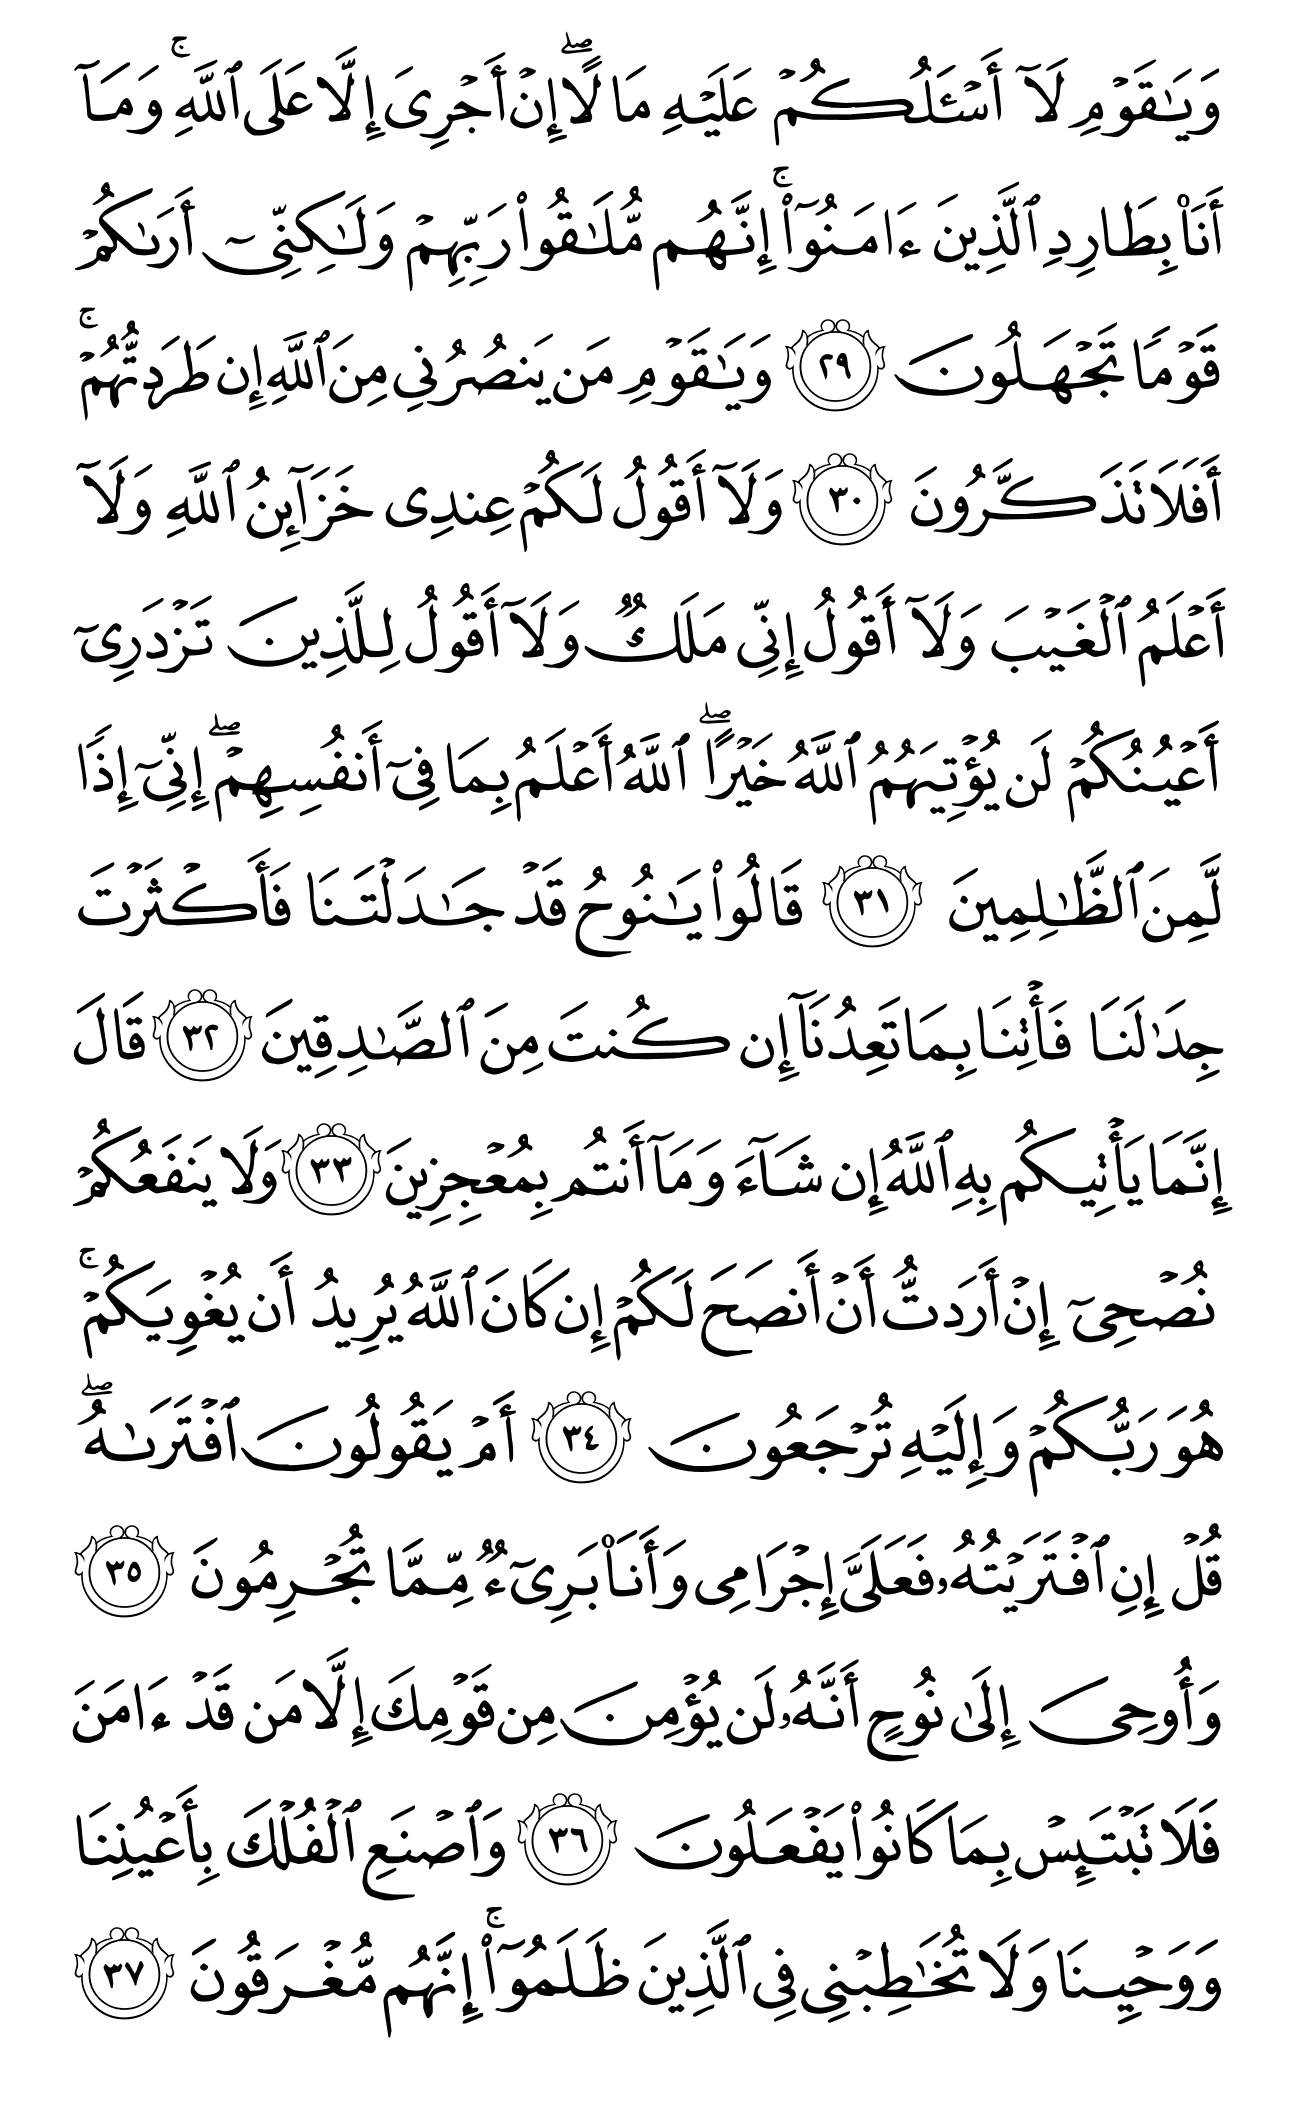 وَيَٰقَوۡمِ لَآ أَسۡـَٔلُكُمۡ عَلَيۡهِ مَالًاۖ إِنۡ أَجۡرِيَ إِلَّا عَلَى ٱللَّهِۚ وَمَآ
أَنَا۠ بِطَارِدِ ٱلَّذِينَ ءَامَنُوٓاْۚ إِنَّهُم مُّلَٰقُواْ رَبِّهِمۡ وَلَٰكِنِّيٓ أَرَىٰكُمۡ
قَوۡمٗا تَجۡهَلُونَ ٢٩ وَيَٰقَوۡمِ مَن يَنصُرُنِي مِنَ ٱللَّهِ إِن طَرَدتُّهُمۡۚ
أَفَلَا تَذَكَّرُونَ ٣٠ وَلَآ أَقُولُ لَكُمۡ عِندِي خَزَآئِنُ ٱللَّهِ وَلَآ
أَعۡلَمُ ٱلۡغَيۡبَ وَلَآ أَقُولُ إِنِّي مَلَكٞ وَلَآ أَقُولُ لِلَّذِينَ تَزۡدَرِيٓ
أَعۡيُنُكُمۡ لَن يُؤۡتِيَهُمُ ٱللَّهُ خَيۡرًاۖ ٱللَّهُ أَعۡلَمُ بِمَا فِيٓ أَنفُسِهِمۡۖ إِنِّيٓ إِذٗا
لَّمِنَ ٱلظَّٰلِمِينَ ٣١ قَالُواْ يَٰنُوحُ قَدۡ جَٰدَلۡتَنَا فَأَكۡثَرۡتَ
جِدَٰلَنَا فَأۡتِنَا بِمَا تَعِدُنَآ إِن كُنتَ مِنَ ٱلصَّٰدِقِينَ ٣٢ قَالَ
إِنَّمَا يَأۡتِيكُم بِهِ ٱللَّهُ إِن شَآءَ وَمَآ أَنتُم بِمُعۡجِزِينَ ٣٣ وَلَا يَنفَعُكُمۡ
نُصۡحِيٓ إِنۡ أَرَدتُّ أَنۡ أَنصَحَ لَكُمۡ إِن كَانَ ٱللَّهُ يُرِيدُ أَن يُغۡوِيَكُمۡۚ
هُوَ رَبُّكُمۡ وَإِلَيۡهِ تُرۡجَعُونَ ٣٤ أَمۡ يَقُولُونَ ٱفۡتَرَىٰهُۖ
قُلۡ إِنِ ٱفۡتَرَيۡتُهُۥ فَعَلَيَّ إِجۡرَامِي وَأَنَا۠ بَرِيٓءٞ مِّمَّا تُجۡرِمُونَ ٣٥
وَأُوحِيَ إِلَىٰ نُوحٍ أَنَّهُۥ لَن يُؤۡمِنَ مِن قَوۡمِكَ إِلَّا مَن قَدۡ ءَامَنَ
فَلَا تَبۡتَئِسۡ بِمَا كَانُواْ يَفۡعَلُونَ ٣٦ وَٱصۡنَعِ ٱلۡفُلۡكَ بِأَعۡيُنِنَا
وَوَحۡيِنَا وَلَا تُخَٰطِبۡنِي فِي ٱلَّذِينَ ظَلَمُوٓاْۚ إِنَّهُم مُّغۡرَقُونَ ٣٧